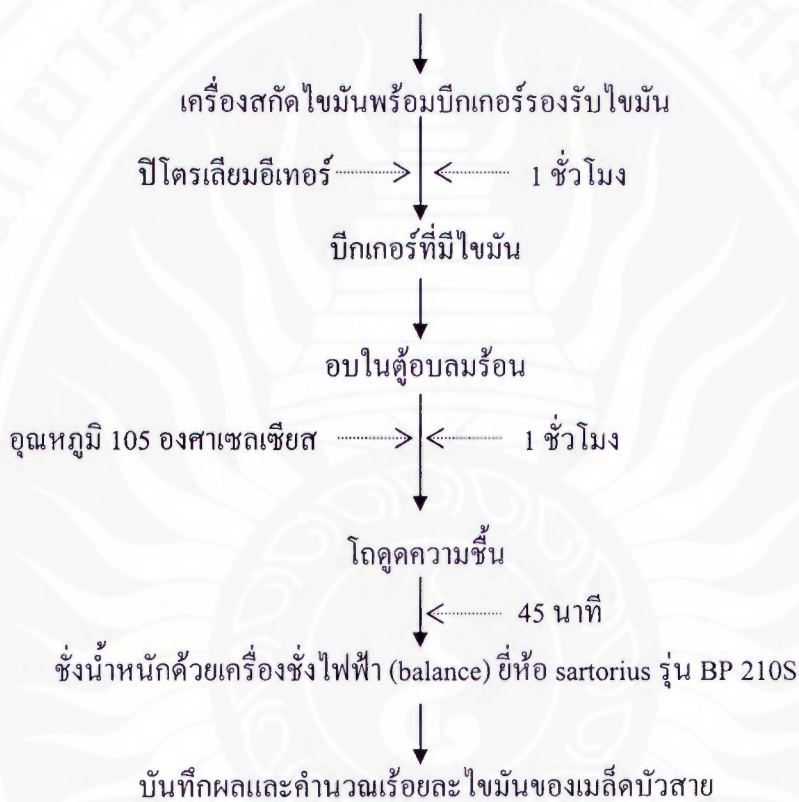 เครื่องสกัดไขมันพร้อมบีกเกอร์รองรับไขมัน
ปิโตรเลียมอีเทอร์ 1 ชั่วโมง
บีกเกอร์ที่มีไขมัน
อบในตู้อบลมร้อน
อุณหภูมิ 105 องศาเซลเซียส 1 ชั่วโมง
โถดูดความชื้น
45 นาที
ชั่งน้ำหนักด้วยเครื่องชั่งไฟฟ้า (balance) ยี่ห้อ sartorius รุ่น BP 210S
บันทึกผลและคำนวณร้อยละไขมันของเมล็ดบัวสาย